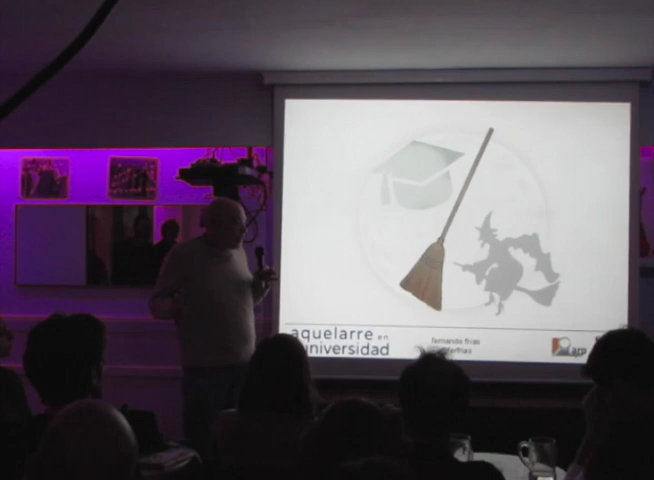 aquelarre en
universidad
fernando frías
arp